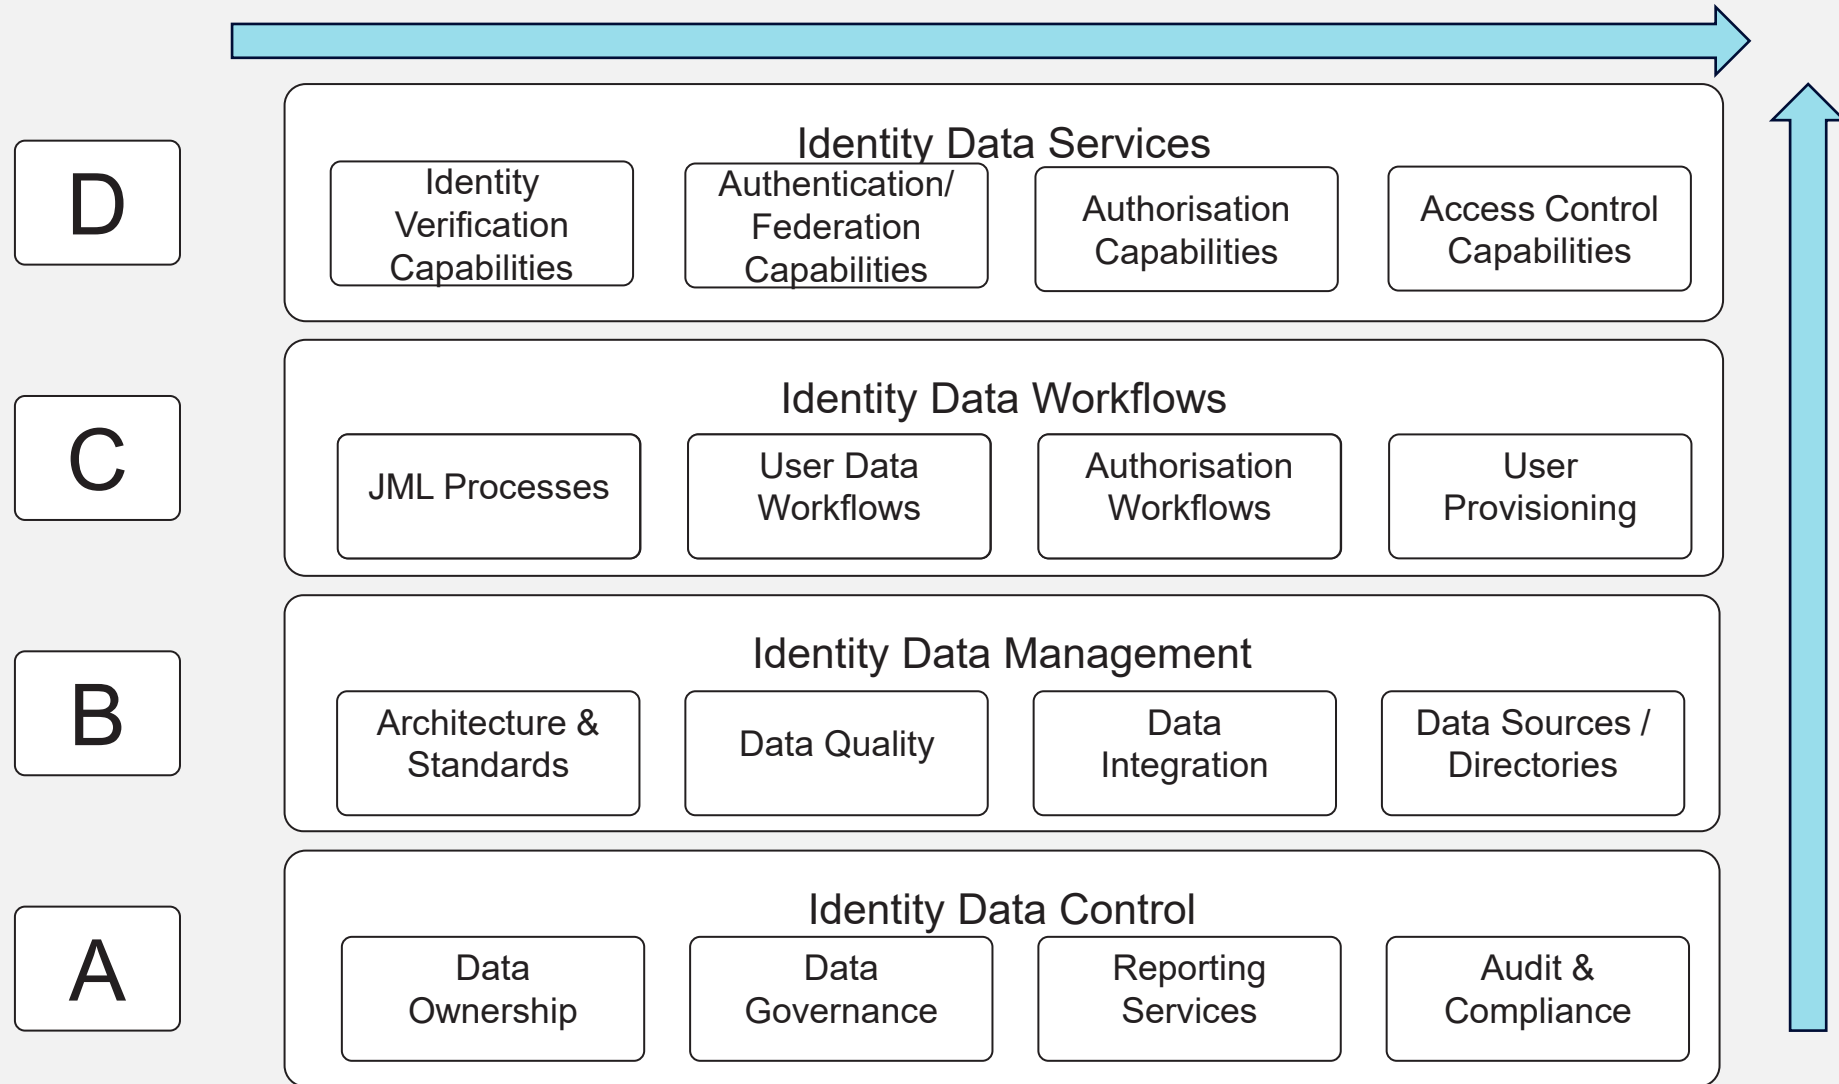 D
Identity Data Services
Identity
Verification
Capabilities
Authentication/
Federation
Capabilities
Authorisation
Capabilities
Access Control
Capabilities
C
Identity Data Workflows
JML Processes
User Data
Workflows
Authorisation
Workflows
User
Provisioning
B
Identity Data Management
Architecture &
Standards
Data Quality
Data
Integration
Data Sources /
Directories
A
Identity Data Control
Data
Ownership
Data
Governance
Reporting
Services
Audit &
Compliance